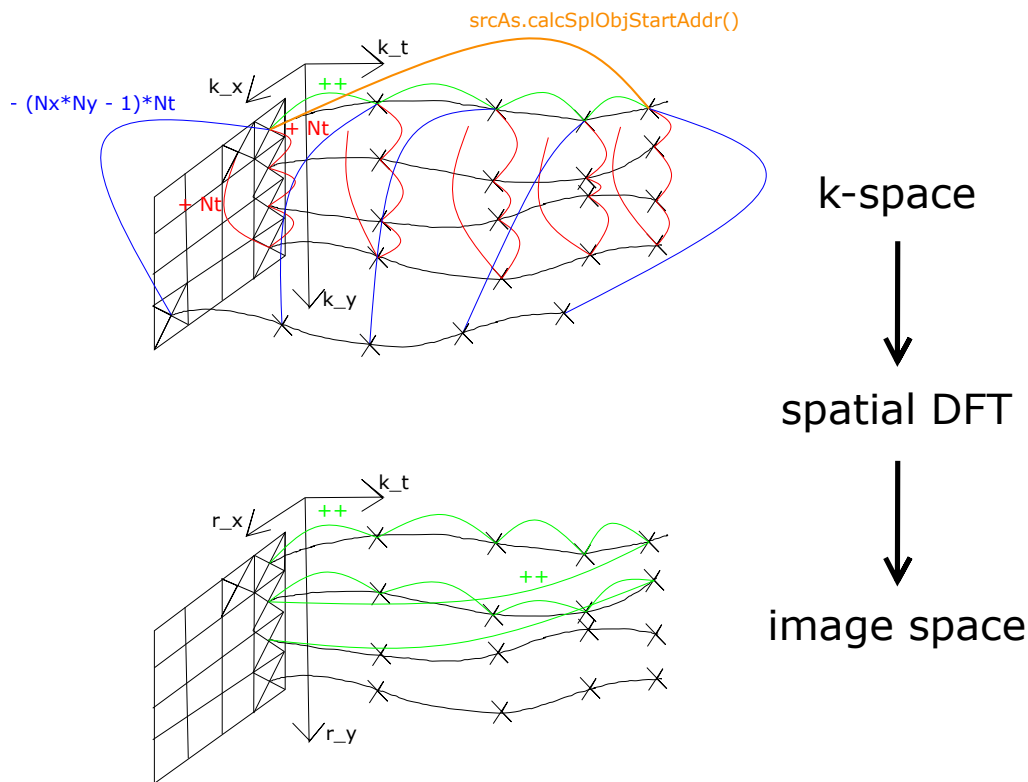 srcAs.calcSplObjStartAddr()
k_t
k_x
++
- (Nx*Ny - 1)*Nt
+ Nt
+ Nt
k_y
k-space
spatial DFT
k_t
r_x
++
++
image space
r_y